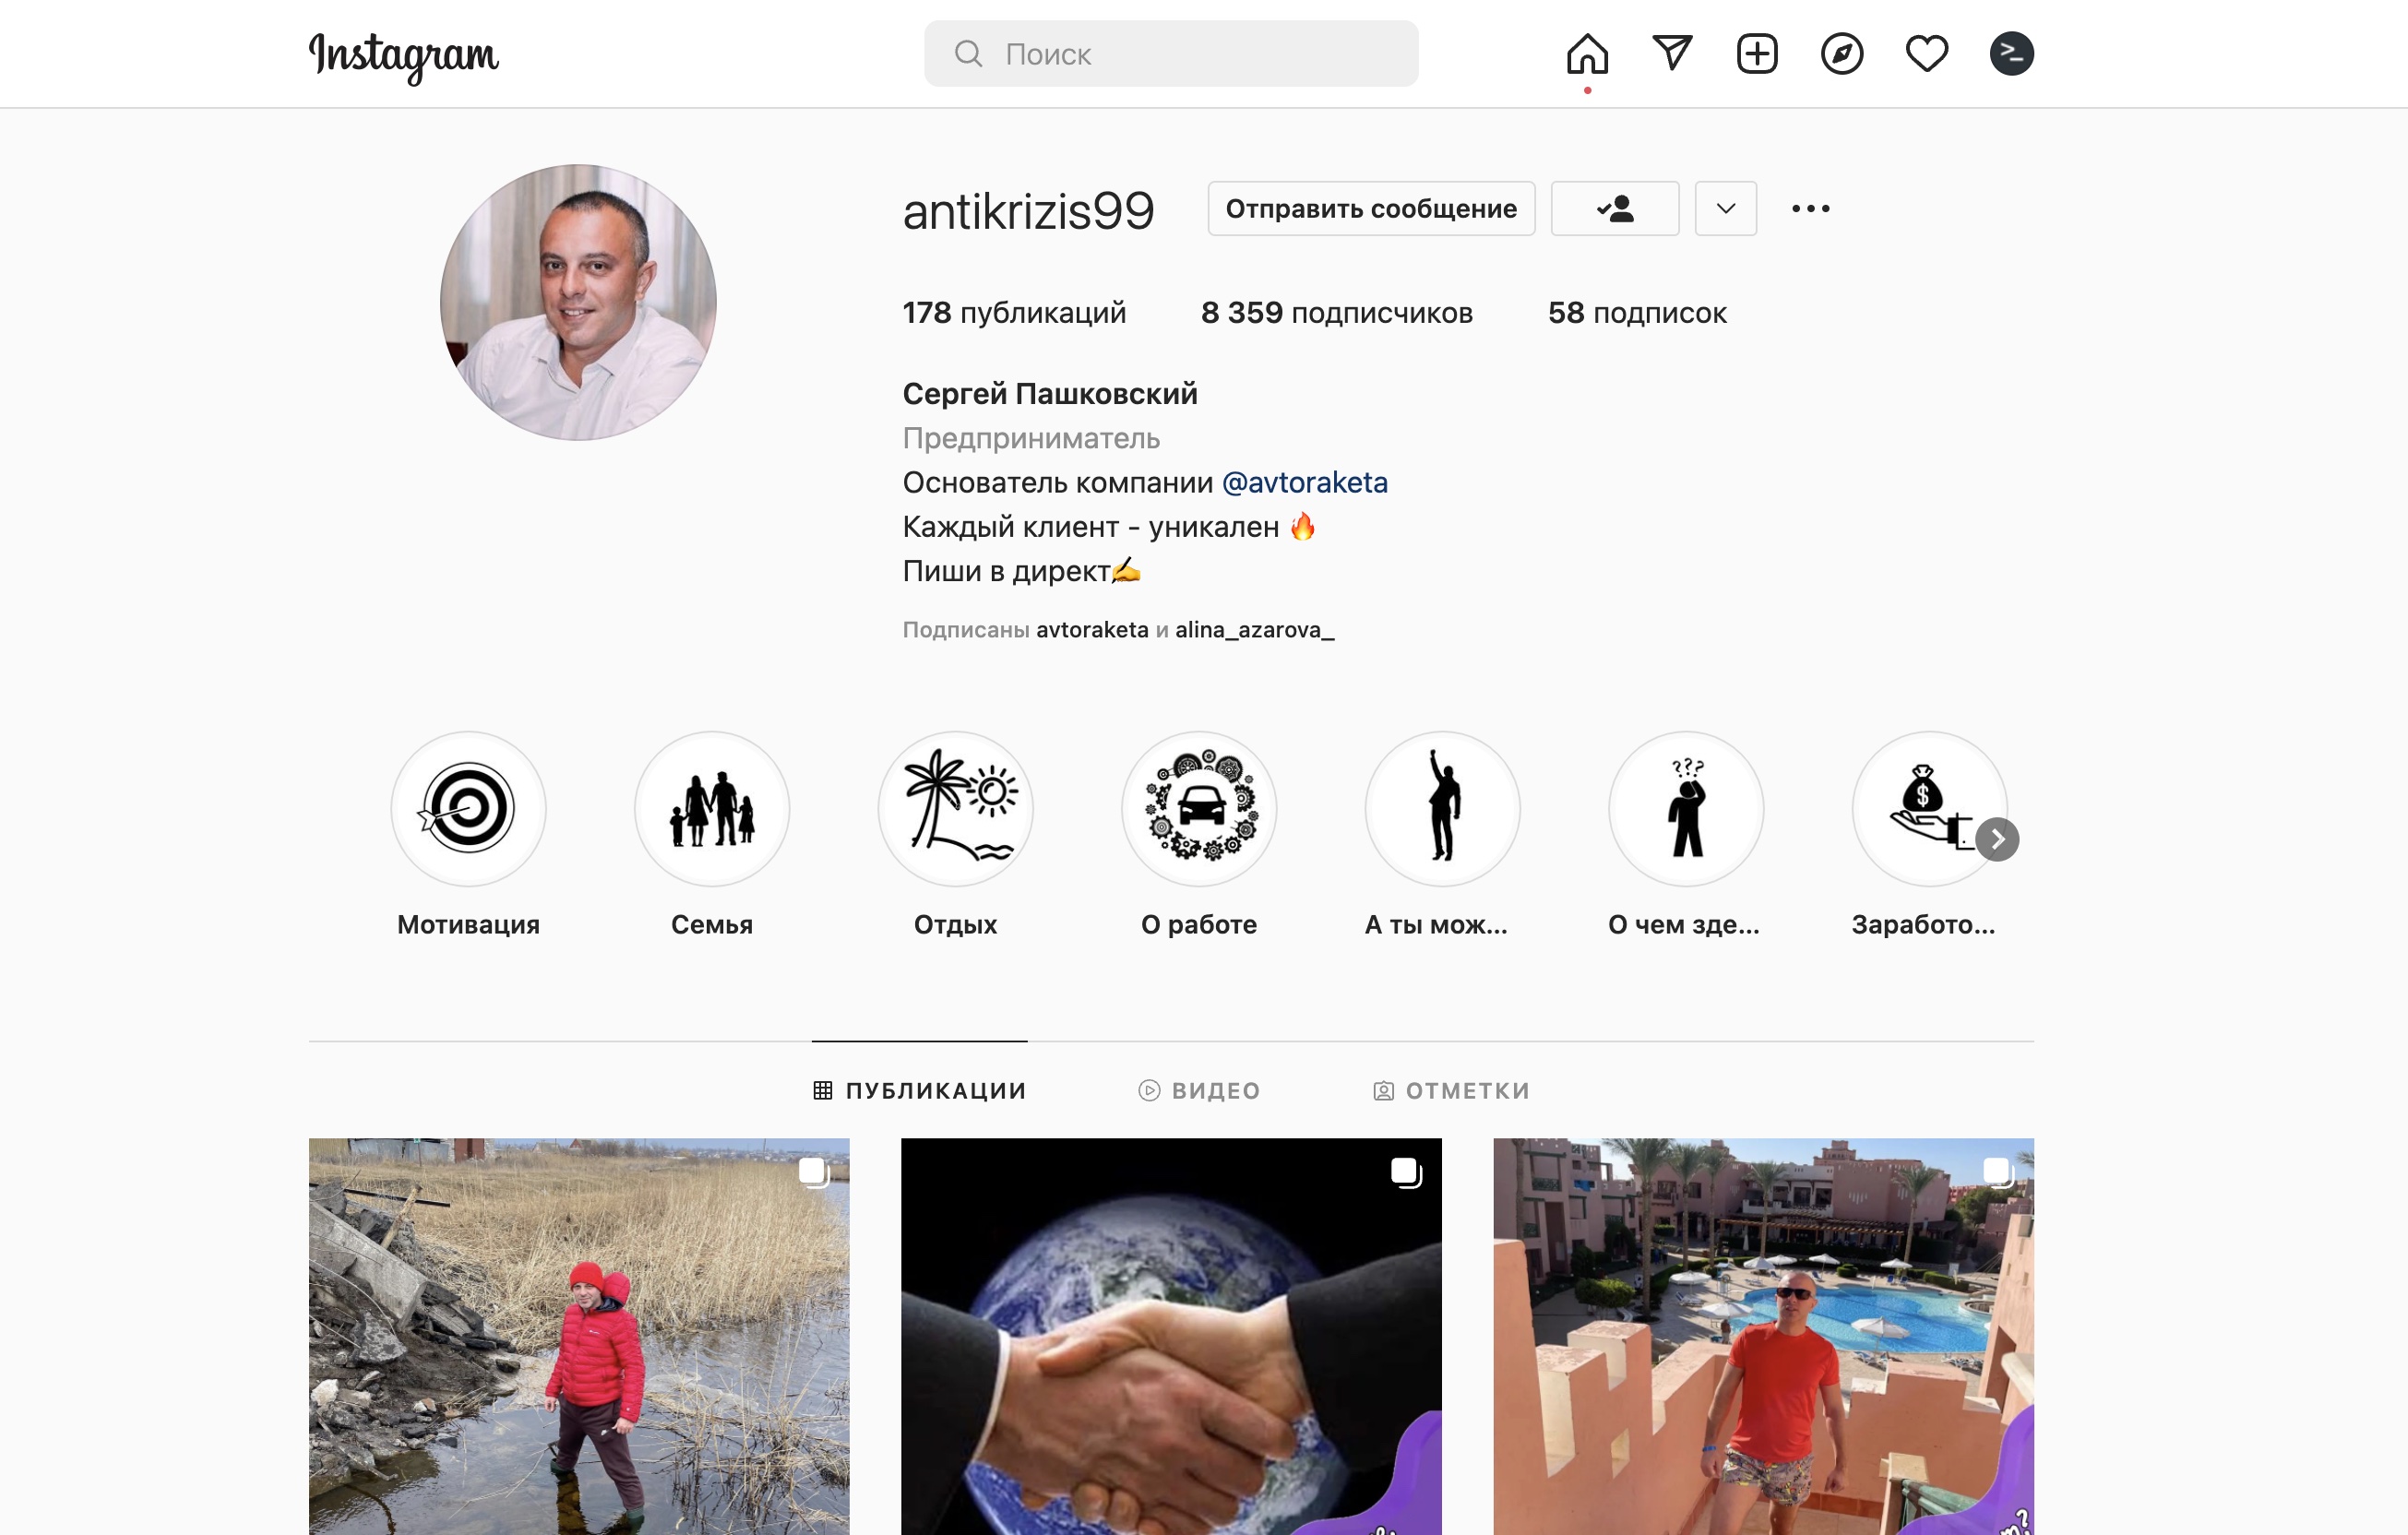 Instagram
Поиск
antikrizis99
Отправить сообщение
178 публикаций
8 359 подписчиков
58 подписок
Сергей Пашковский
Предприниматель
Основатель компании @avtoraketa
Каждый клиент - уникален 🔥
Пиши в директ✍️
Подписаны avtoraketa и alina_azarova_
???
$
Мотивация
Семья
Отдых
О работе
А ты мож...
О чем зде...
Заработо...
ПУБЛИКАЦИИ
ВИДЕО
ОТМЕТКИ